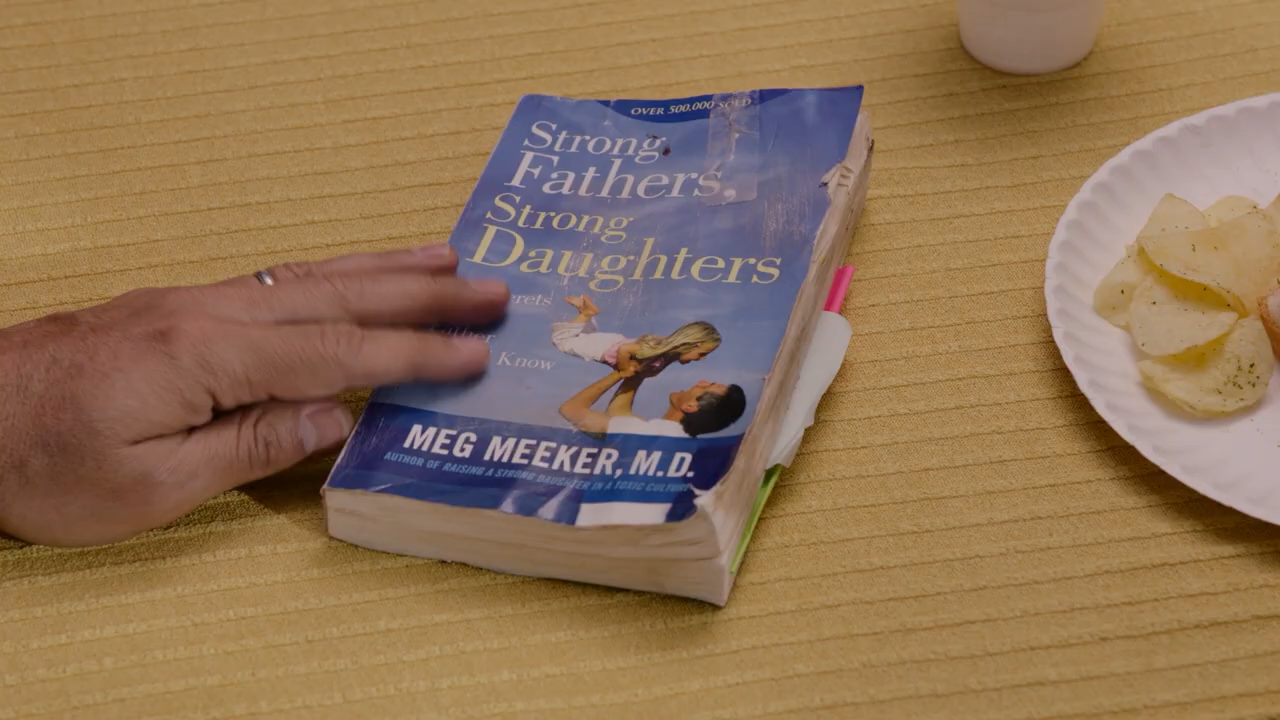 OVER 500,000 SOLD
Strong
Fathers,
Strong
Daughters
Know
MEG MEEKER, M.D.
AUTHOR OF RAISING A STRONG DAUGHTER IN A TOXIC CULTURE